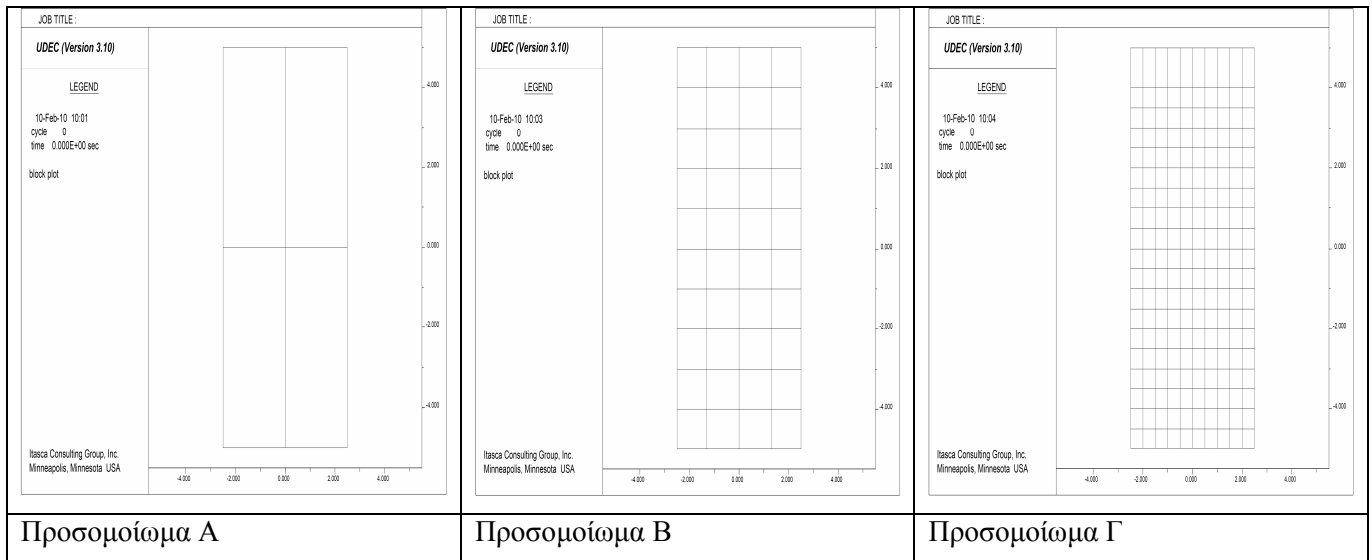 JOB TITLE :
UDEC (Version 3.10)
LEGEND
10-Feb-10 10:01
cycle 0
time 0.000E+00 sec
block plot
Itasca Consulting Group, Inc.
Minneapolis, Minnesota USA
4.000
2.000
0.000
-2.000
-4.000
-4.000 -2.000 0.000 2.000 4.000
Προσομοίωμα Α
JOB TITLE :
UDEC (Version 3.10)
LEGEND
10-Feb-10 10:03
cycle 0
time 0.000E+00 sec
block plot
Itasca Consulting Group, Inc.
Minneapolis, Minnesota USA
4.000
2.000
0.000
-2.000
-4.000
-4.000 -2.000 0.000 2.000 4.000
Προσομοίωμα Β
JOB TITLE :
UDEC (Version 3.10)
LEGEND
10-Feb-10 10:04
cycle 0
time 0.000E+00 sec
block plot
Itasca Consulting Group, Inc.
Minneapolis, Minnesota USA
4.000
2.000
0.000
-2.000
-4.000
-4.000 -2.000 0.000 2.000 4.000
Προσομοίωμα Γ